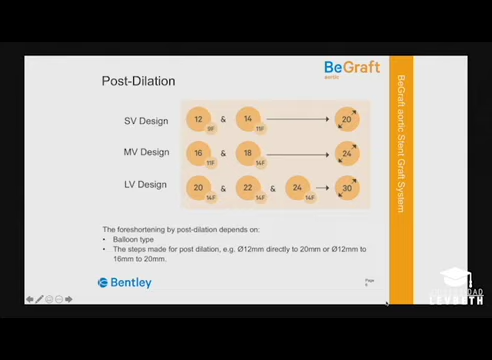 BeGraft
aortic
Post-Dilation
SV Design
12
9F
&
14
11F
20
MV Design
16
11F
&
18
14F
24
LV Design
20
14F
&
22
14F
&
24
14F
30
The foreshortening by post-dilation depends on:
• Balloon type
• The steps made for post dilation, e.g. Ø12mm directly to 20mm or Ø12mm to
16mm to 20mm.
Bentley
Page
BeGraft aortic Stent Graft System